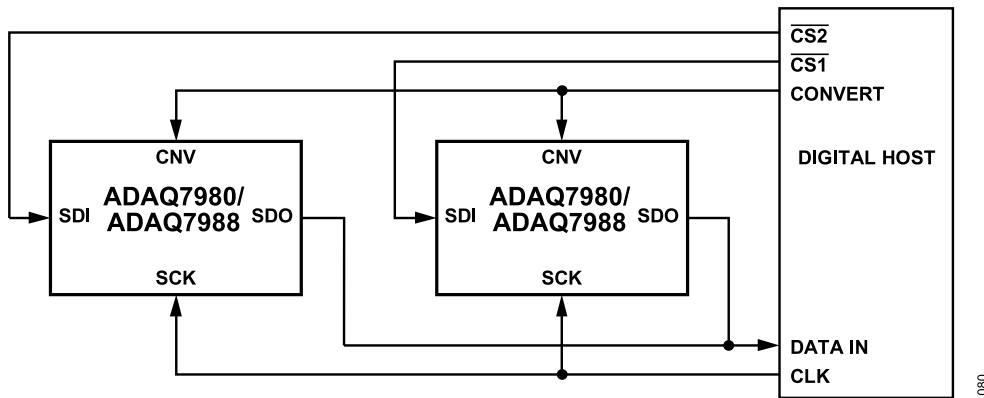 CS2
CS1
CONVERT
CNV
CNV
DIGITAL HOST
ADAQ7980/
ADAQ7988
ADAQ7980/
ADAQ7988
SDI
SDO
SDI
SDO
SCK
SCK
DATA IN
CLK
080